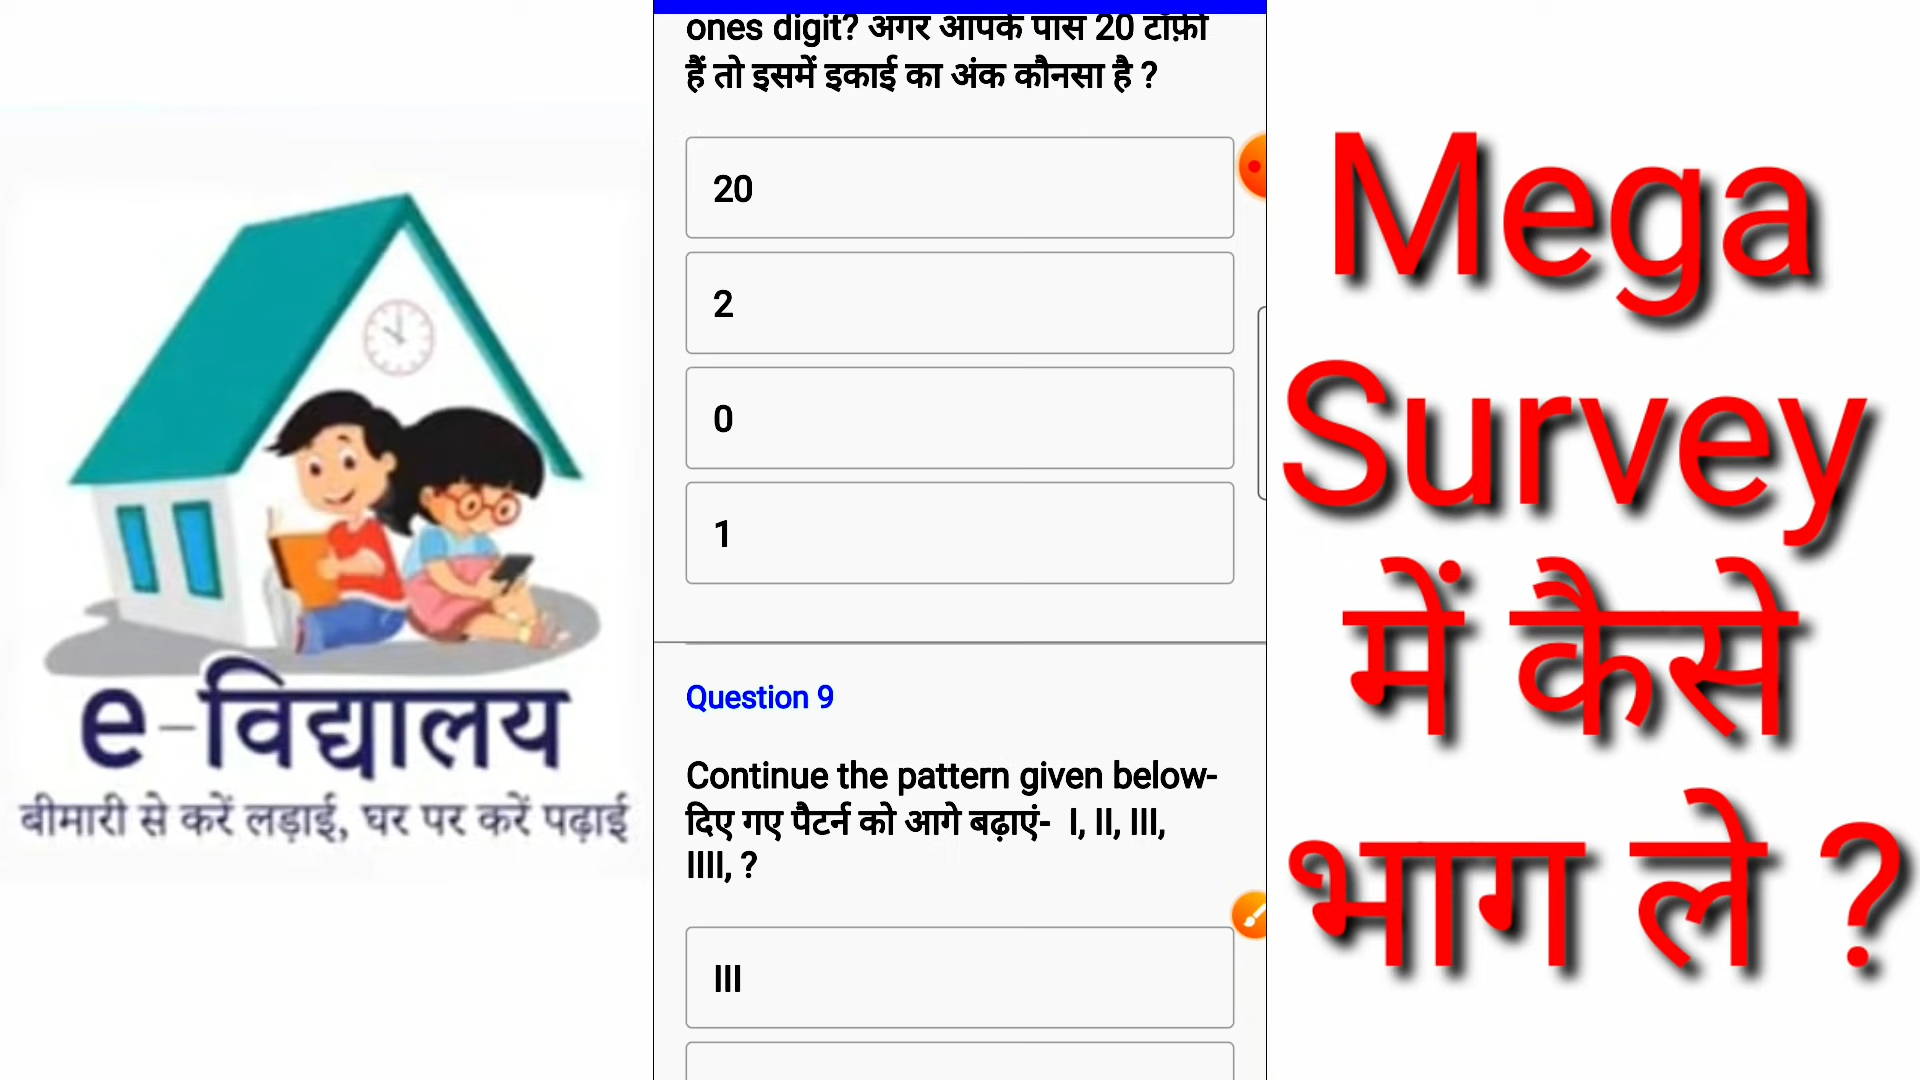 e-विद्यालय
बीमारी से करें लड़ाई, घर पर करें पढ़ाई
ones digit? अगर आपके पास 20 टॉफ़ी
हैं तो इसमें इकाई का अंक कौनसा है ?
20
2
0
1
Question 9
Continue the pattern given below-
दिए गए पैटर्न को आगे बढ़ाएं- I, II, III,
IIII, ?
III
Mega
Survey
में कैसे
भाग ले ?